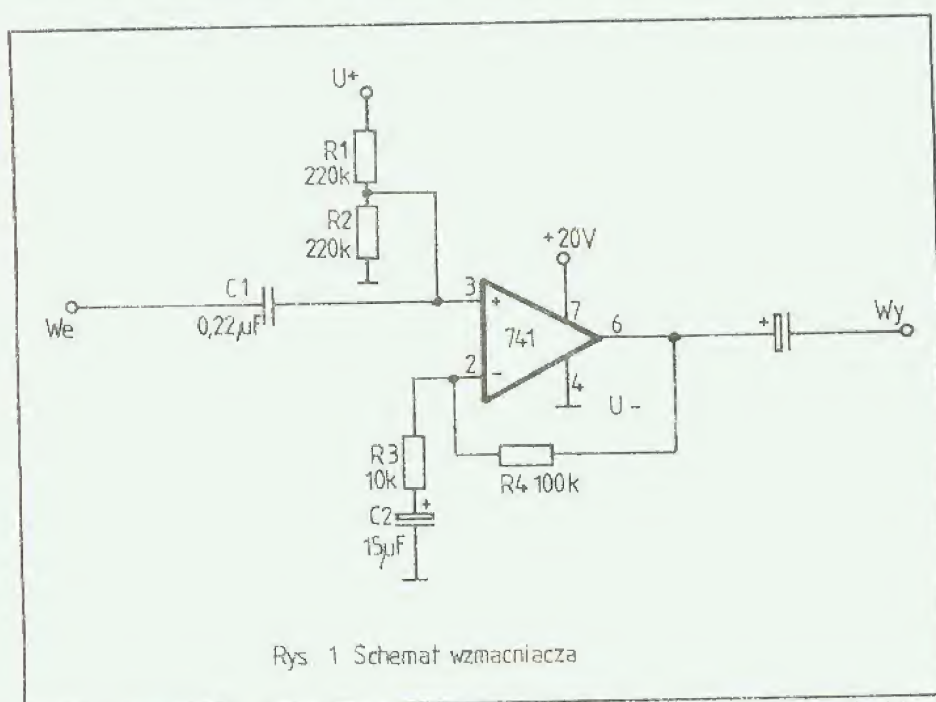 U+
R1
220k
R2
220k
+20V
C1
0,22µF
We
3
+
7
741
6
+
Wy
2
-
4
U -
R3
10k
R4 100k
C2
+
15µF
Rys 1 Schemat wzmacniacza